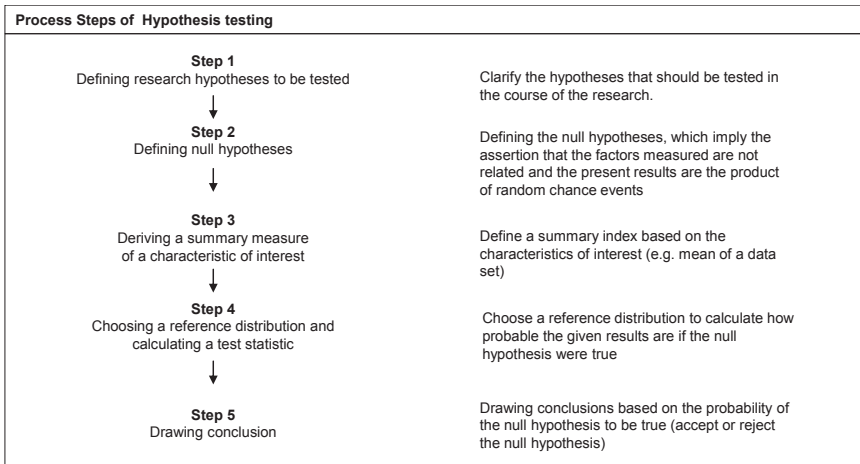 Process Steps of Hypothesis testing
Step 1
Defining research hypotheses to be tested
Clarify the hypotheses that should be tested in
the course of the research.
Step 2
Defining null hypotheses
Defining the null hypotheses, which imply the
assertion that the factors measured are not
related and the present results are the product
of random chance events
Step 3
Deriving a summary measure
of a characteristic of interest
Define a summary index based on the
characteristics of interest (e.g. mean of a data
set)
Step 4
Choosing a reference distribution and
calculating a test statistic
Choose a reference distribution to calculate how
probable the given results are if the null
hypothesis were true
Step 5
Drawing conclusion
Drawing conclusions based on the probability of
the null hypothesis to be true (accept or reject
the null hypothesis)